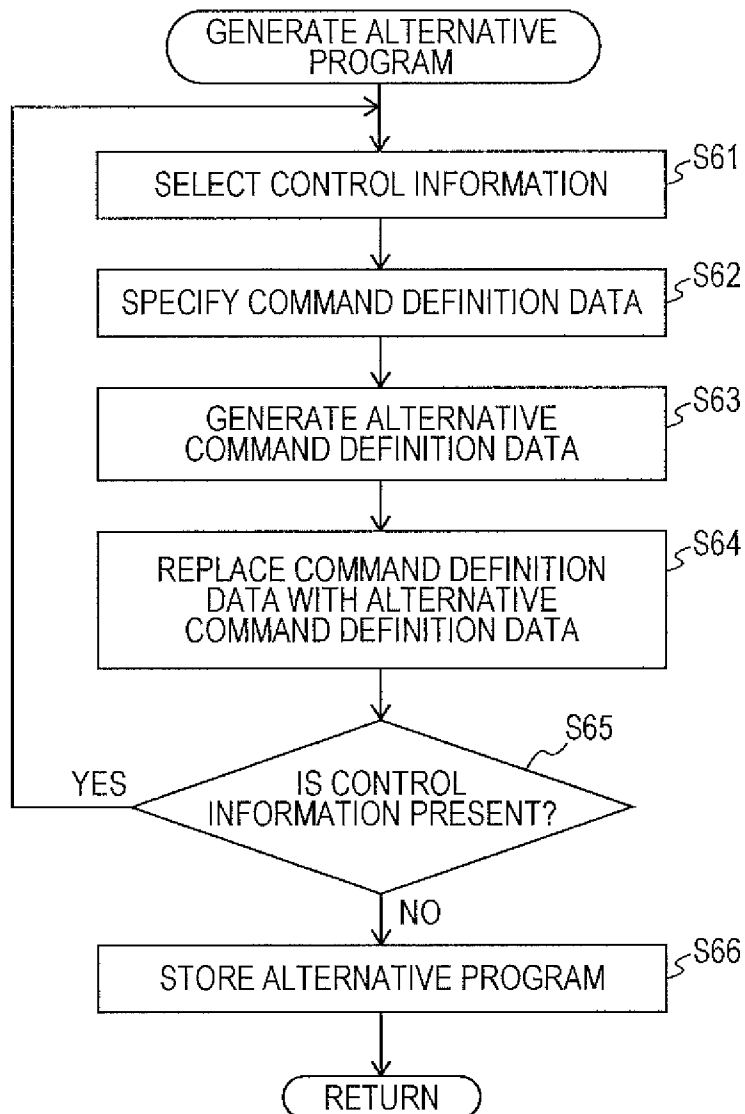 GENERATE ALTERNATIVE
PROGRAM
S61
SELECT CONTROL INFORMATION
S62
SPECIFY COMMAND DEFINITION DATA
S63
GENERATE ALTERNATIVE
COMMAND DEFINITION DATA
S64
REPLACE COMMAND DEFINITION
DATA WITH ALTERNATIVE
COMMAND DEFINITION DATA
S65
YES
IS CONTROL
INFORMATION PRESENT?
NO
S66
STORE ALTERNATIVE PROGRAM
RETURN